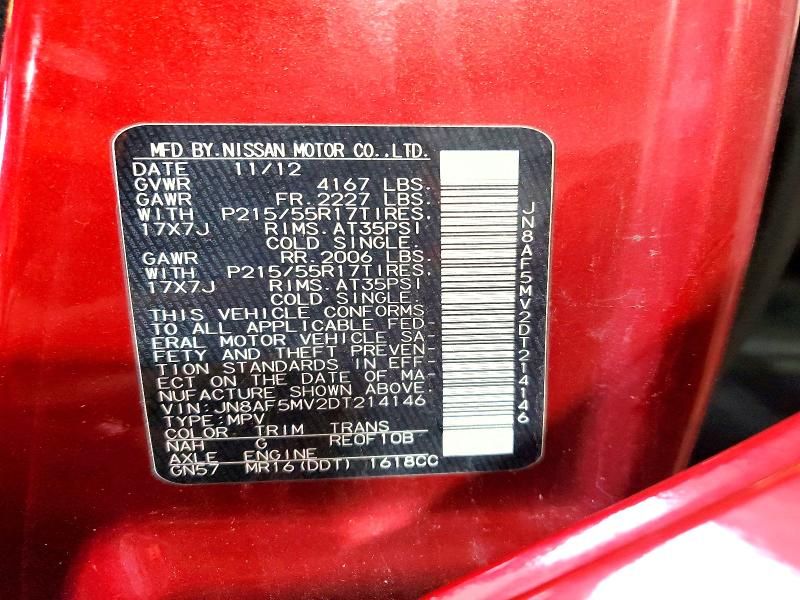 MFD BY.NISSAN MOTOR CO.,LTD.
DATE 11/12
GVWR 4167 LBS.
GAWR FR. 2227 LBS.
WITH P215/55R17TIRES.
17X7J RIMS. AT35PSI
COLD SINGLE.
GAWR RR. 2006 LBS.
WITH P215/55R17TIRES.
17X7J RIMS. AT35PSI
COLD SINGLE.
THIS VEHICLE CONFORMS
TO ALL APPLICABLE FED-
ERAL MOTOR VEHICLE SA-
FETY AND THEFT PREVEN-
TION STANDARDS IN EFF-
ECT ON THE DATE OF MA-
NUFACTURE SHOWN ABOVE.
VIN:JN8AF5MV2DT214146
TYPE:MPV
COLOR TRIM TRANS
NAH G RE0F10B
AXLE ENGINE
GN57 MR16(DDT) 1618CC
JN8AF5MV2DT214146